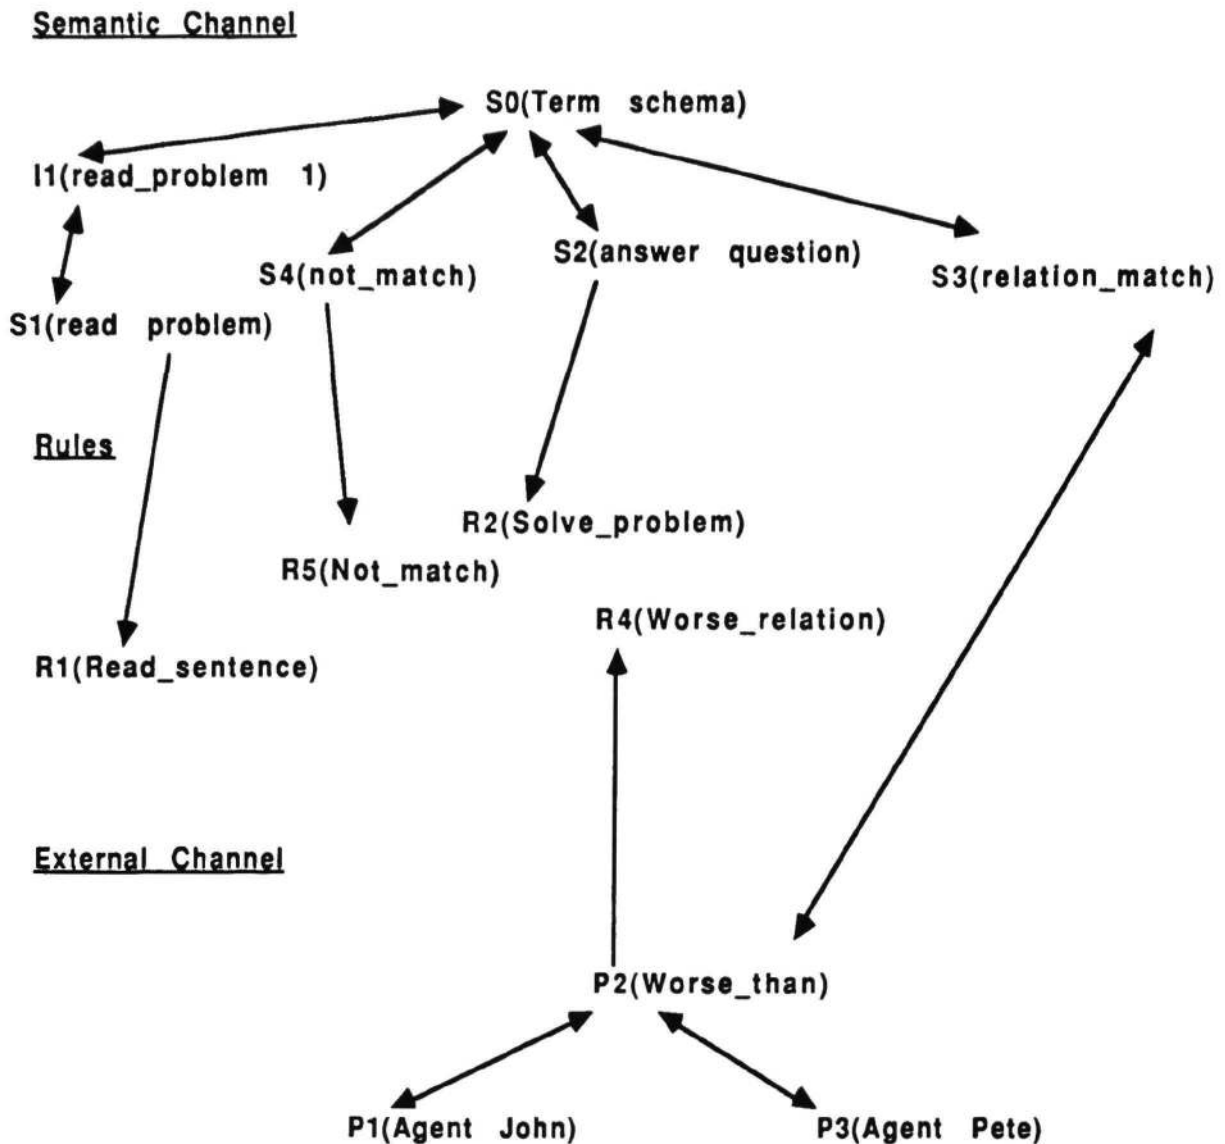 Semantic Channel
S0(Term schema)
I1(read_problem 1)
S4(not_match)
S2(answer question)
S3(relation_match)
S1(read problem)
Rules
R2(Solve_problem)
R5(Not_match)
R4(Worse_relation)
R1(Read_sentence)
External Channel
P2(Worse_than)
P1(Agent John)
P3(Agent Pete)